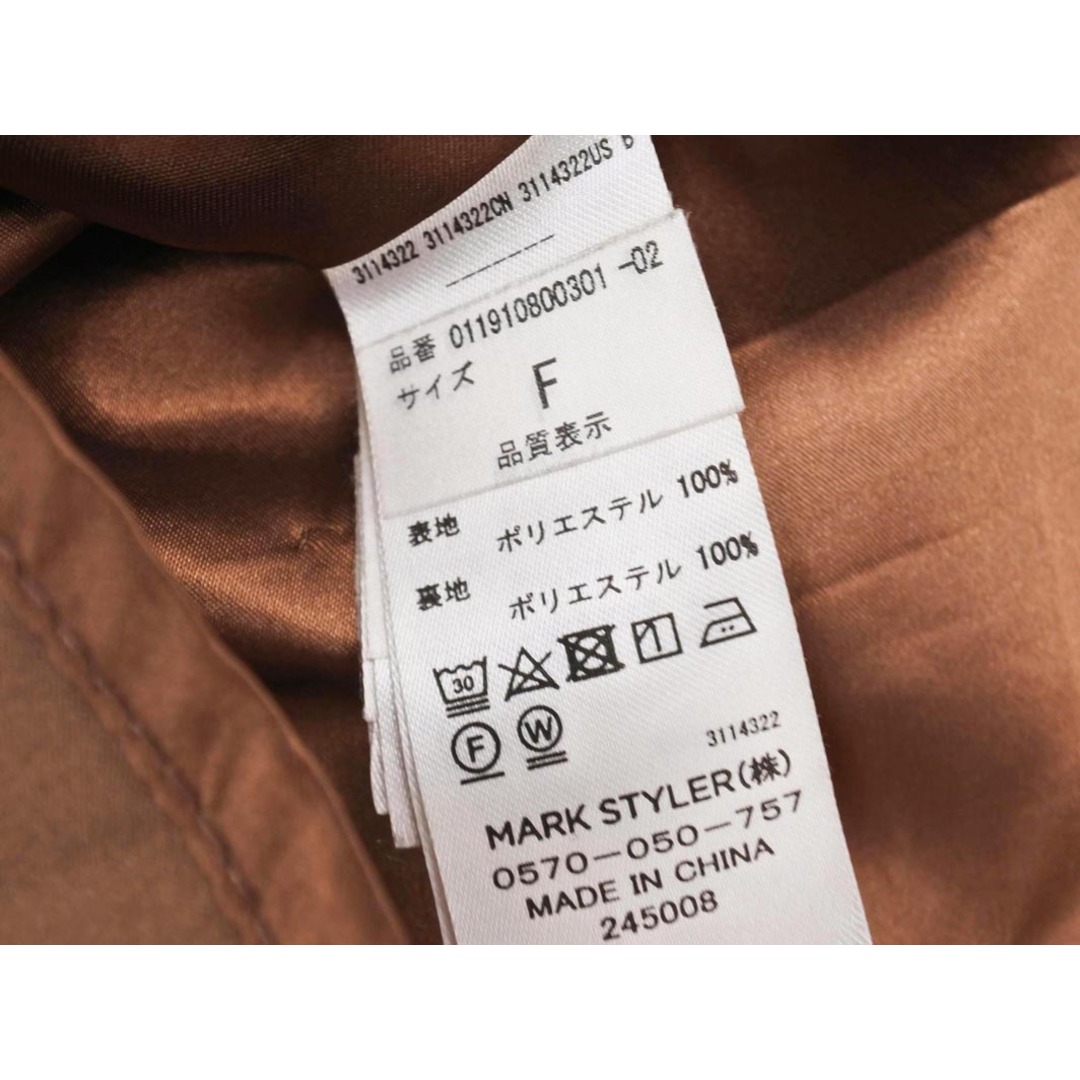 3114322 3114322CN 3114322US
------
品番 011910800301 -02
サイズ F
品質表示
表地 ポリエステル 100%
裏地 ポリエステル 100%
30
F W
3114322
MARK STYLER(株)
0570-050-757
MADE IN CHINA
245008